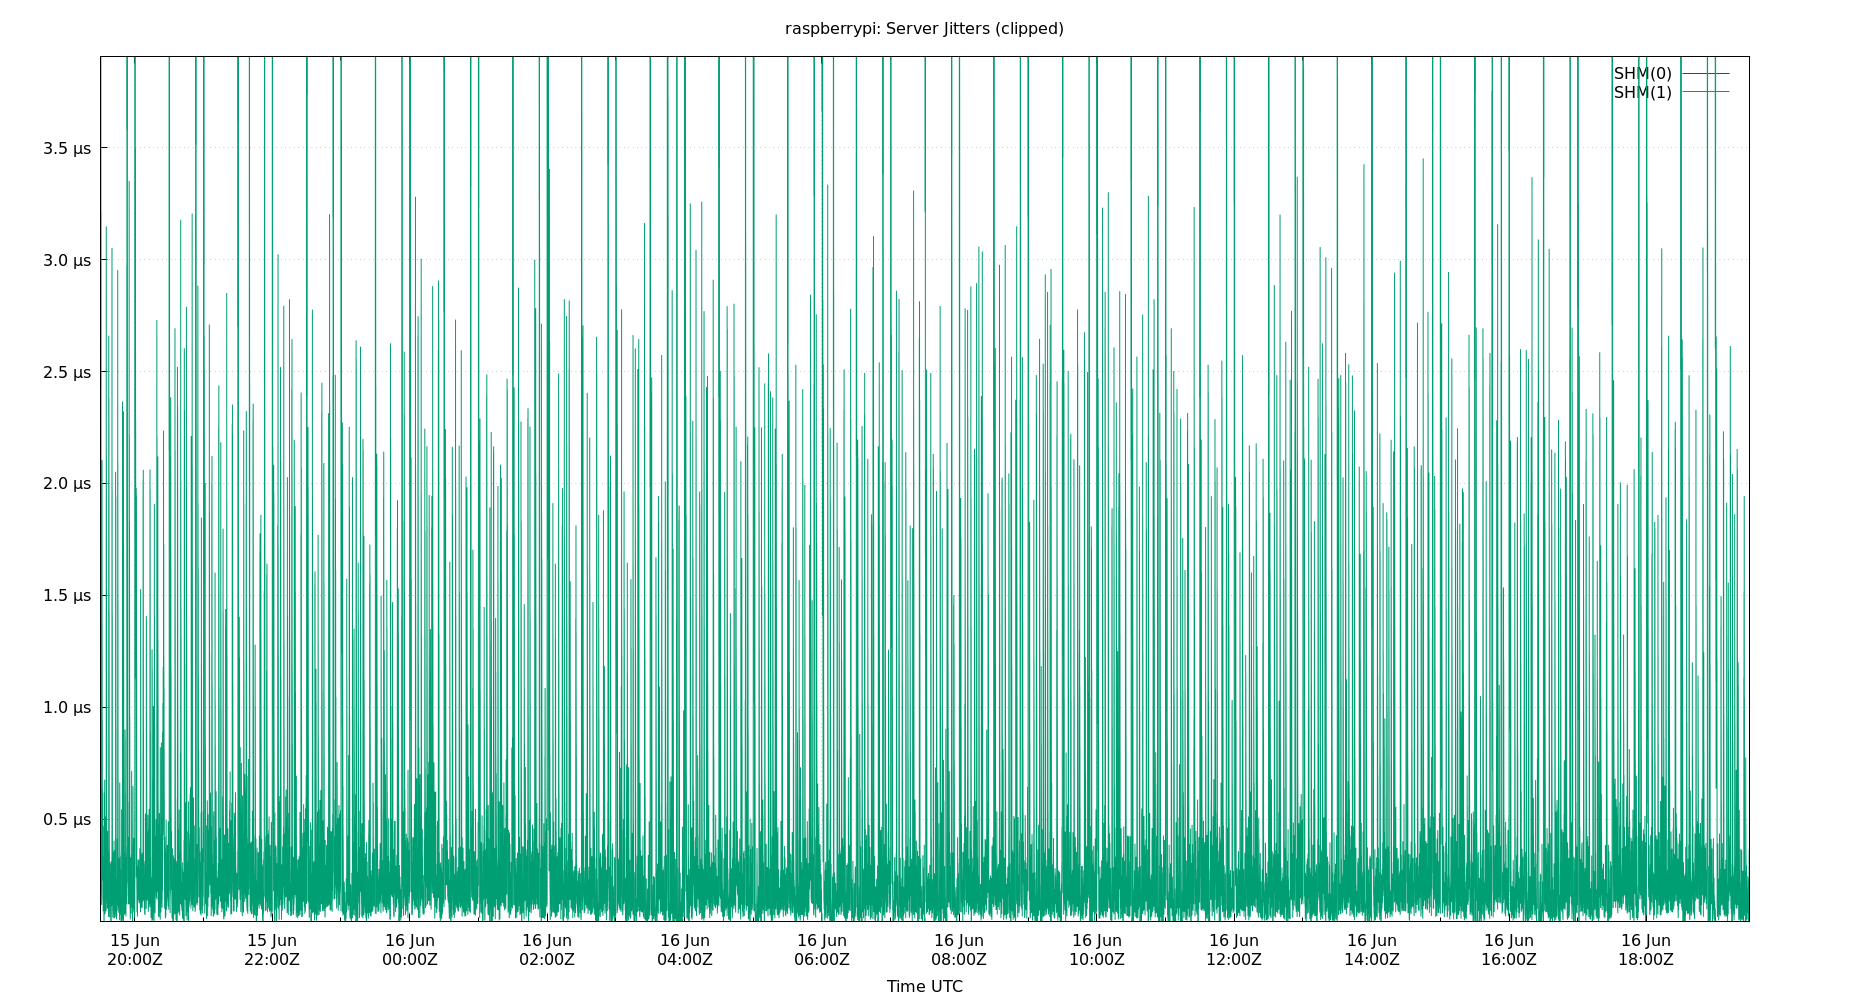 raspberrypi: Server Jitters (clipped)
SHM(0)
SHM(1)
3.5 µs
3.0 µs
2.5 µs
2.0 µs
1.5 µs
1.0 µs
0.5 µs
15 Jun 15 Jun 16 Jun 16 Jun 16 Jun 16 Jun 16 Jun 16 Jun 16 Jun 16 Jun 16 Jun 16 Jun
20:00Z 22:00Z 00:00Z 02:00Z 04:00Z 06:00Z 08:00Z 10:00Z 12:00Z 14:00Z 16:00Z 18:00Z
Time UTC